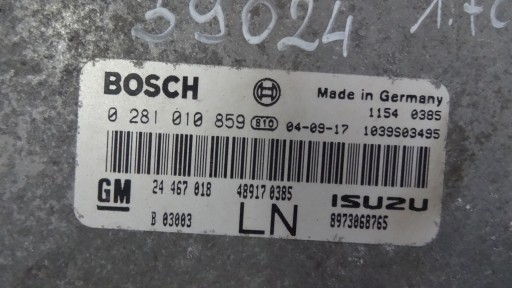 59024 1.7C
BOSCH Made in Germany
1154 0385
0 281 010 859 810 04-09-17 1039S03495
GM 24 467 018 48917 0385 ISUZU
B 03003 LN 8973068765